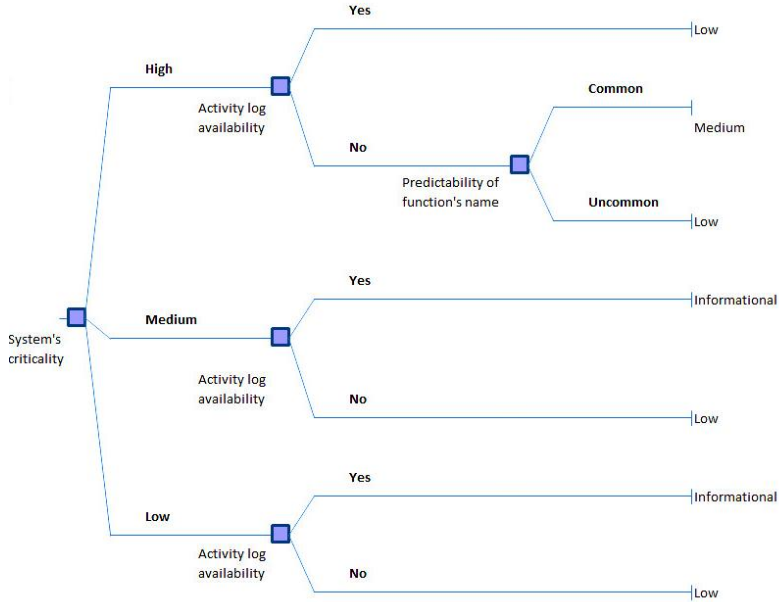 Yes
Low
High
Activity log
availability
Common
Medium
No
Predictability of
function's name
Uncommon
Low
Yes
Informational
Medium
System's
criticality
Activity log
availability
No
Low
Yes
Informational
Low
Activity log
availability
No
Low